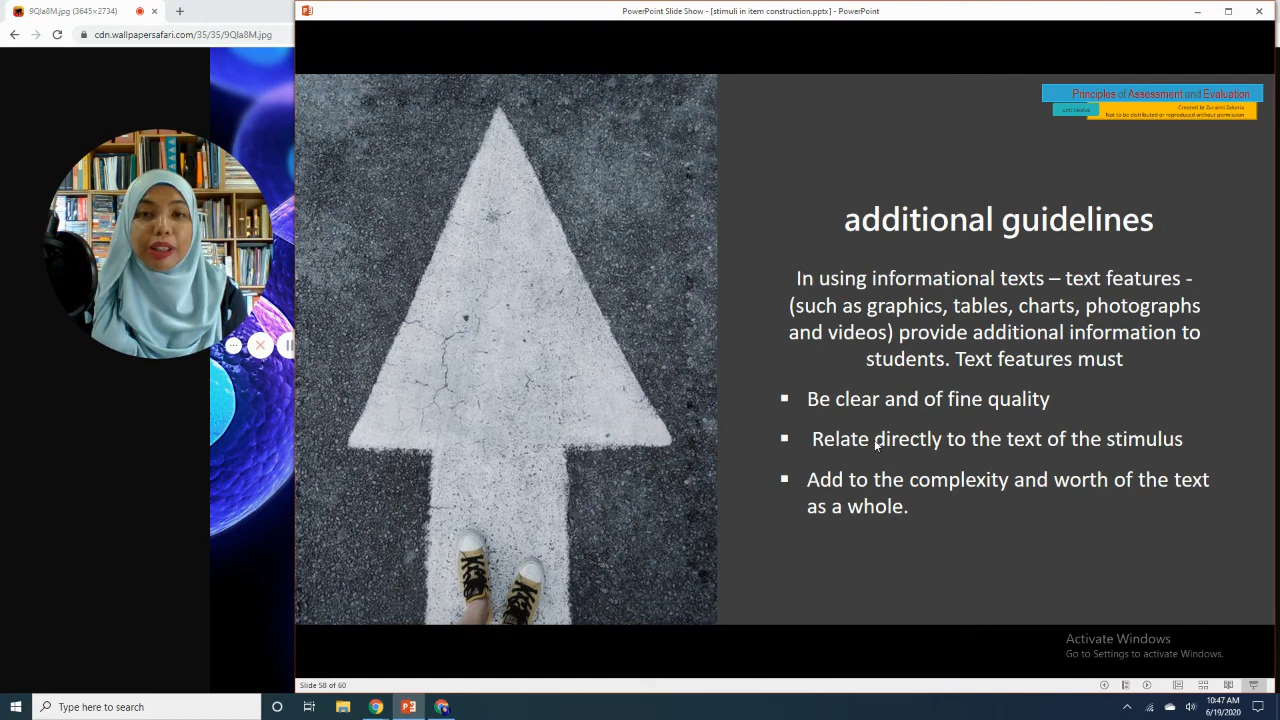 9QIa8M.jpg (3645×2734)
cdn.wallpapersafari.com/35/35/9QIa8M.jpg
PowerPoint Slide Show - [stimuli in item construction.pptx] - PowerPoint
Principles of Assessment and Evaluation
Created bt Zuraini Zakaria
Not to be distributed or reproduced without permission
additional guidelines
In using informational texts – text features -
(such as graphics, tables, charts, photographs
and videos) provide additional information to
students. Text features must
▪ Be clear and of fine quality
▪ Relate directly to the text of the stimulus
▪ Add to the complexity and worth of the text
as a whole.
Activate Windows
Go to Settings to activate Windows.
Slide 58 of 60
Type here to search
10:47 AM
6/19/2020